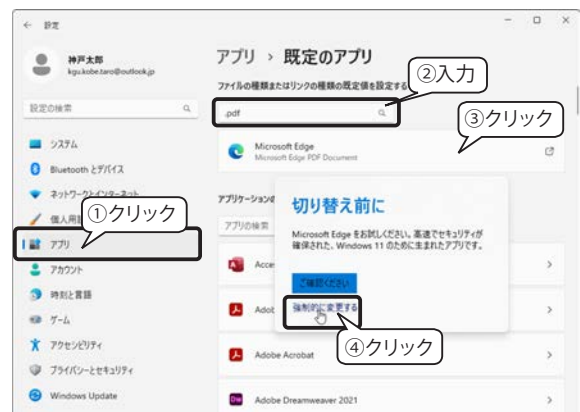 ← 設定
神戸太郎
kgu.kobe.taro@outlook.jp
設定の検索
システム
Bluetooth とデバイス
ネットワークとインターネット
個人用
①クリック
アプリ
アカウント
時刻と言語
ゲーム
アクセシビリティ
プライバシーとセキュリティ
Windows Update
アプリ › 既定のアプリ
ファイルの種類またはリンクの種類の既定値を設定する
②入力
.pdf
③クリック
Microsoft Edge
Microsoft Edge PDF Document
アプリケーションの
アプリの検索
切り替え前に
Microsoft Edge をお試しください。高速でセキュリティが
確保された、Windows 11 のために生まれたアプリです。
ご確認ください
強制的に変更する
④クリック
Acce
Adob
Adobe Acrobat
Adobe Dreamweaver 2021